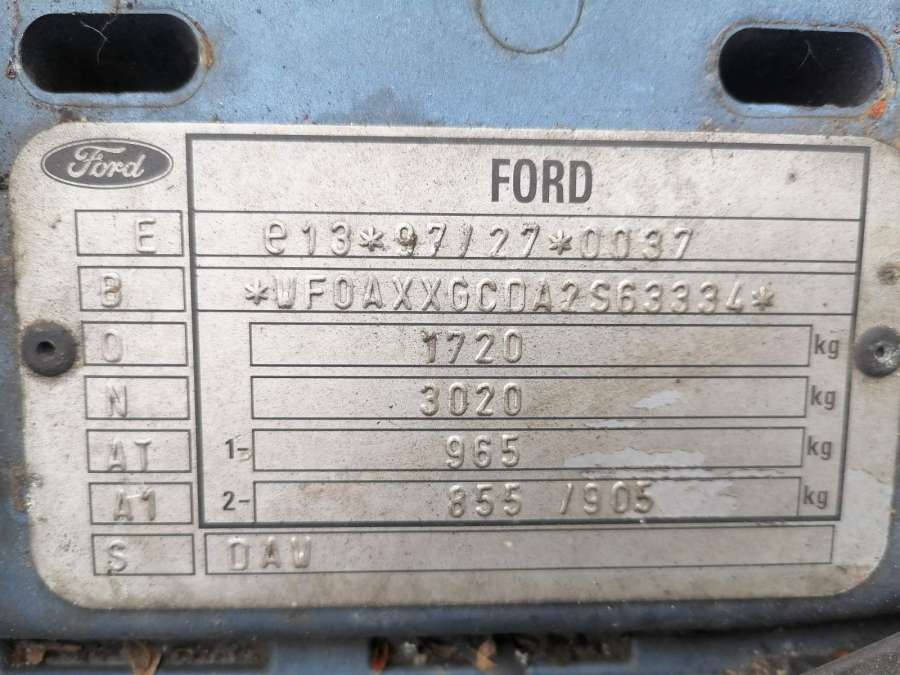 Ford
FORD
E e13*97/27*0037
B *WF0AXXGCDA2S63334*
O 1720 kg
N 3020 kg
AT 1- 965 kg
A1 2- 855 /905 kg
S DAW